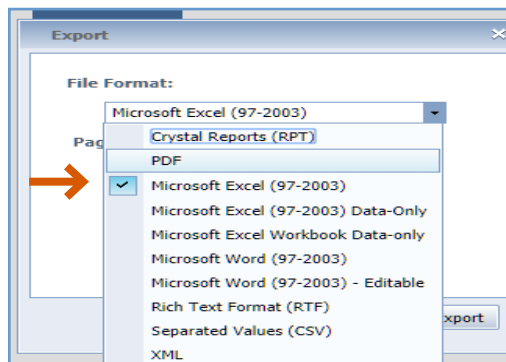 Export
File Format:
Microsoft Excel (97-2003)
Crystal Reports (RPT)
Pag
PDF
Microsoft Excel (97-2003)
Microsoft Excel (97-2003) Data-Only
Microsoft Excel Workbook Data-only
Microsoft Word (97-2003)
Microsoft Word (97-2003) - Editable
Rich Text Format (RTF)
xport
Separated Values (CSV)
XML